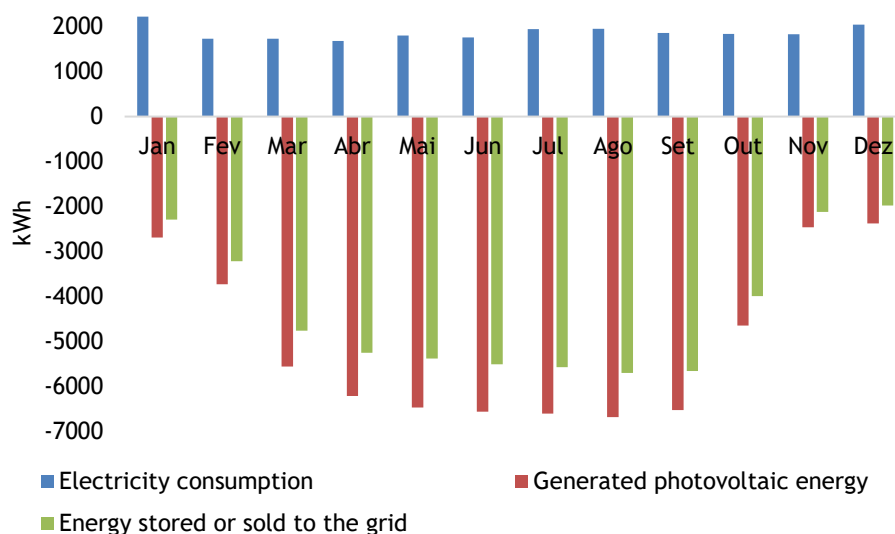 2000
1000
0
Jan Fev Mar Abr Mai Jun Jul Ago Set Out Nov Dez
-1000
-2000
kWh
-3000
-4000
-5000
-6000
-7000
Electricity consumption
Generated photovoltaic energy
Energy stored or sold to the grid